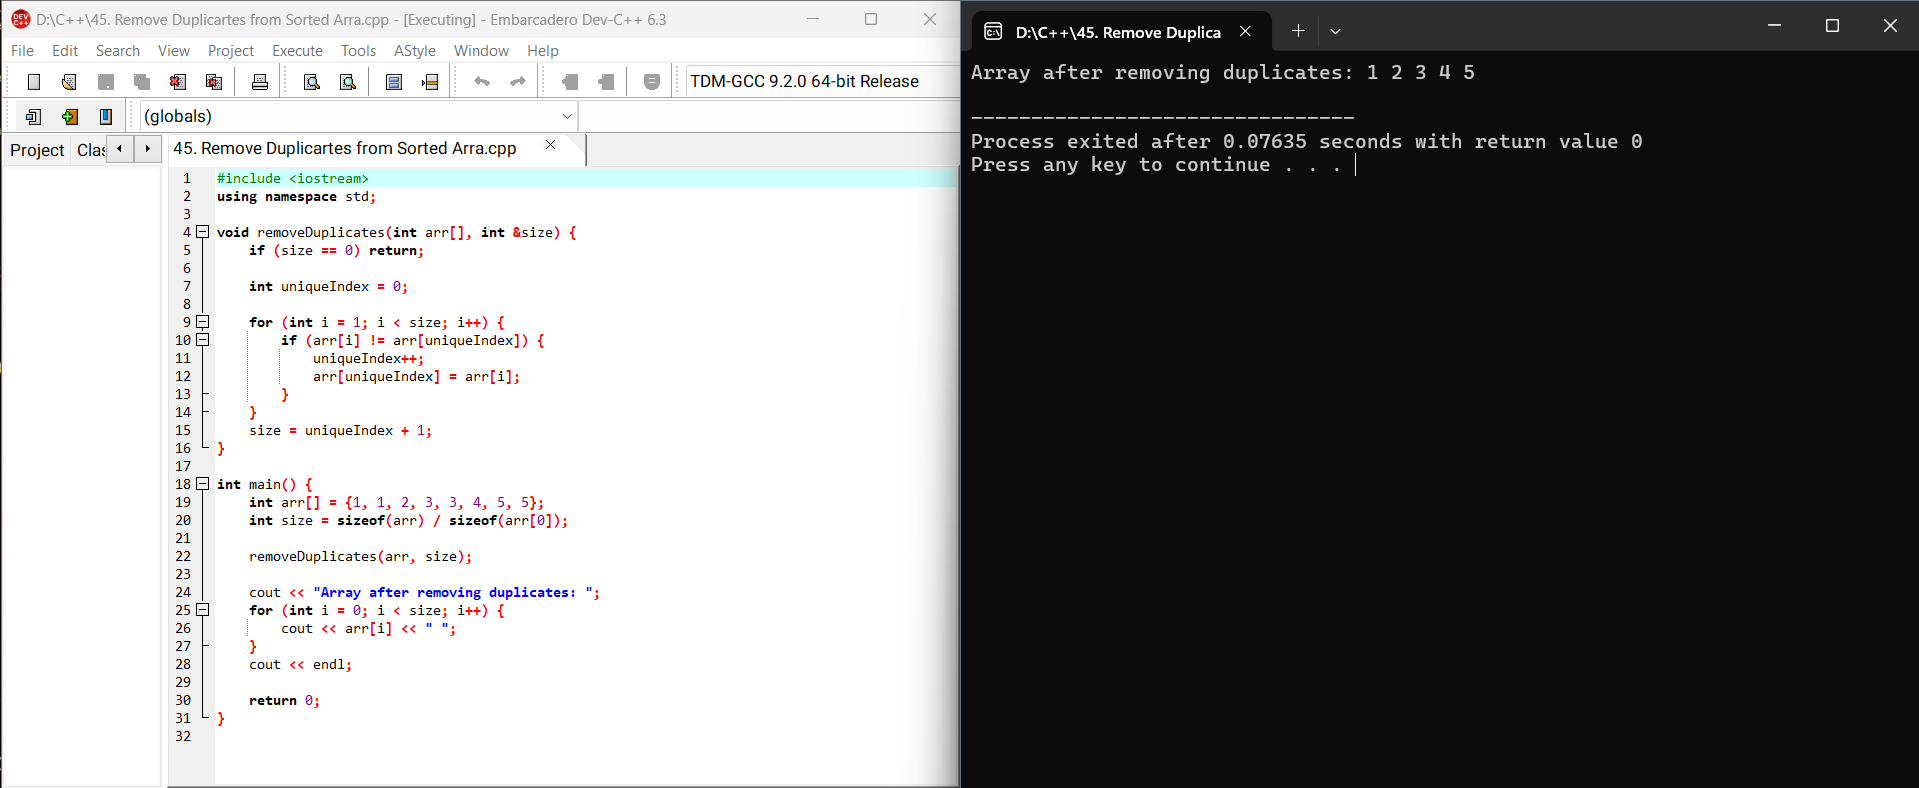 D:\C++\45. Remove Duplicartes from Sorted Arra.cpp - [Executing] - Embarcadero Dev-C++ 6.3
File Edit Search View Project Execute Tools AStyle Window Help
TDM-GCC 9.2.0 64-bit Release
(globals)
Project Clas
45. Remove Duplicartes from Sorted Arra.cpp
1 #include <iostream>
2 using namespace std;
3
4 void removeDuplicates(int arr[], int &size) {
5     if (size == 0) return;
6
7     int uniqueIndex = 0;
8
9     for (int i = 1; i < size; i++) {
10         if (arr[i] != arr[uniqueIndex]) {
11             uniqueIndex++;
12             arr[uniqueIndex] = arr[i];
13         }
14     }
15     size = uniqueIndex + 1;
16 }
17
18 int main() {
19     int arr[] = {1, 1, 2, 3, 3, 4, 5, 5};
20     int size = sizeof(arr) / sizeof(arr[0]);
21
22     removeDuplicates(arr, size);
23
24     cout << "Array after removing duplicates: ";
25     for (int i = 0; i < size; i++) {
26         cout << arr[i] << " ";
27     }
28     cout << endl;
29
30     return 0;
31 }
32
D:\C++\45. Remove Duplica
Array after removing duplicates: 1 2 3 4 5
--------------------------------
Process exited after 0.07635 seconds with return value 0
Press any key to continue . . .